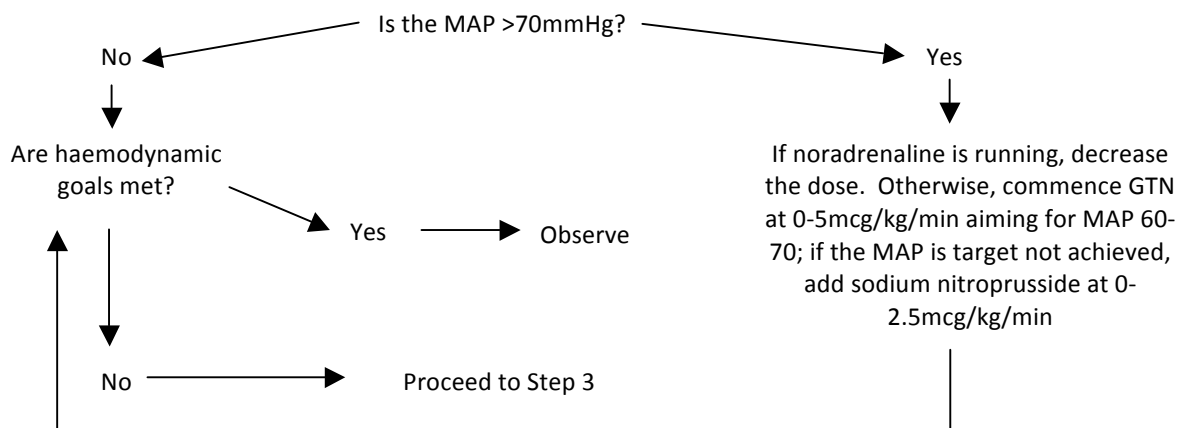 Is the MAP >70mmHg?
No
Yes
Are haemodynamic
goals met?
If noradrenaline is running, decrease
the dose.  Otherwise, commence GTN
at 0-5mcg/kg/min aiming for MAP 60-
70; if the MAP is target not achieved,
add sodium nitroprusside at 0-
2.5mcg/kg/min
Yes
Observe
No
Proceed to Step 3